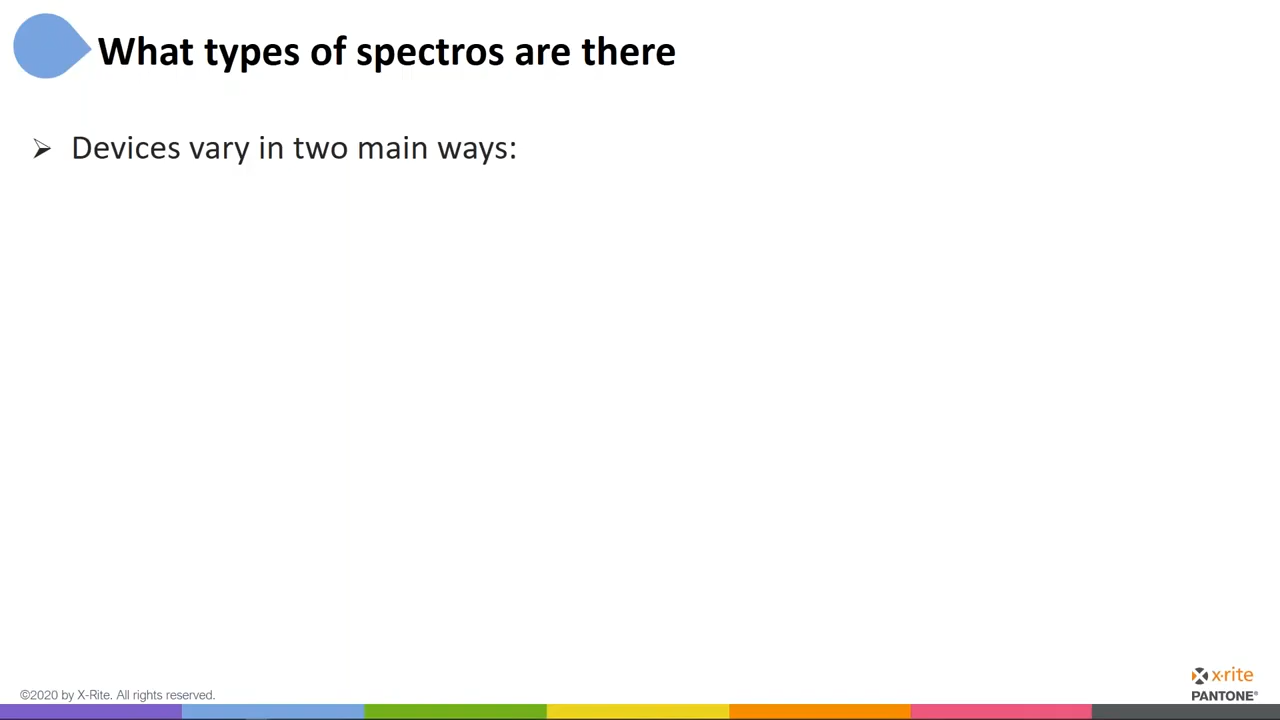 What types of spectros are there
➢ Devices vary in two main ways:
©2020 by X-Rite. All rights reserved.
x·rite
PANTONE®